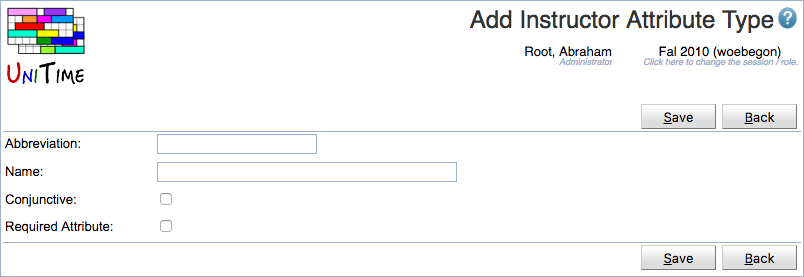 Add Instructor Attribute Type ?
UNITIME
Root, Abraham
Administrator
Fal 2010 (woebegon)
Click here to change the session / role.
Save Back
Abbreviation:
Name:
Conjunctive:
Required Attribute:
Save Back